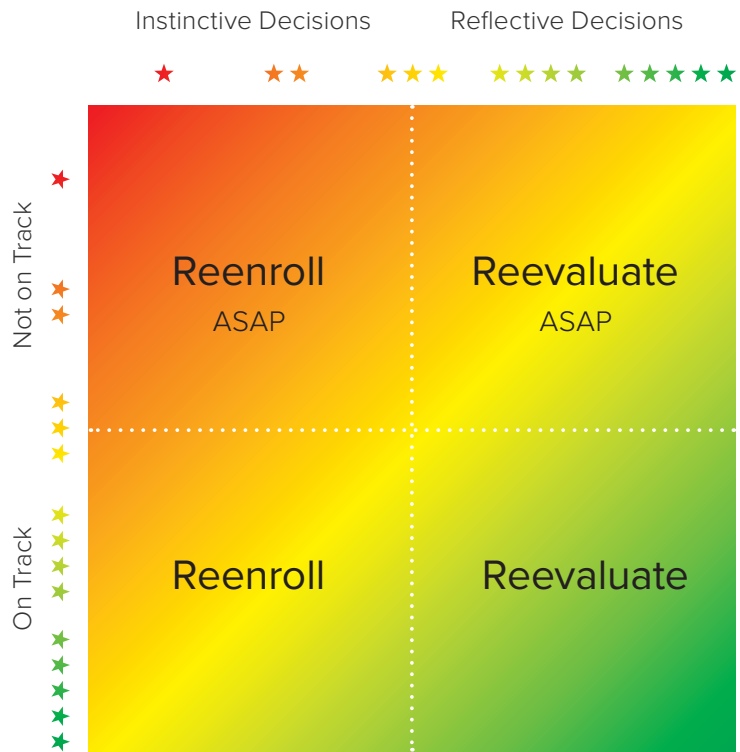 Instinctive Decisions
Reflective Decisions
Not on Track
Reenroll
ASAP
Reevaluate
ASAP
On Track
Reenroll
Reevaluate